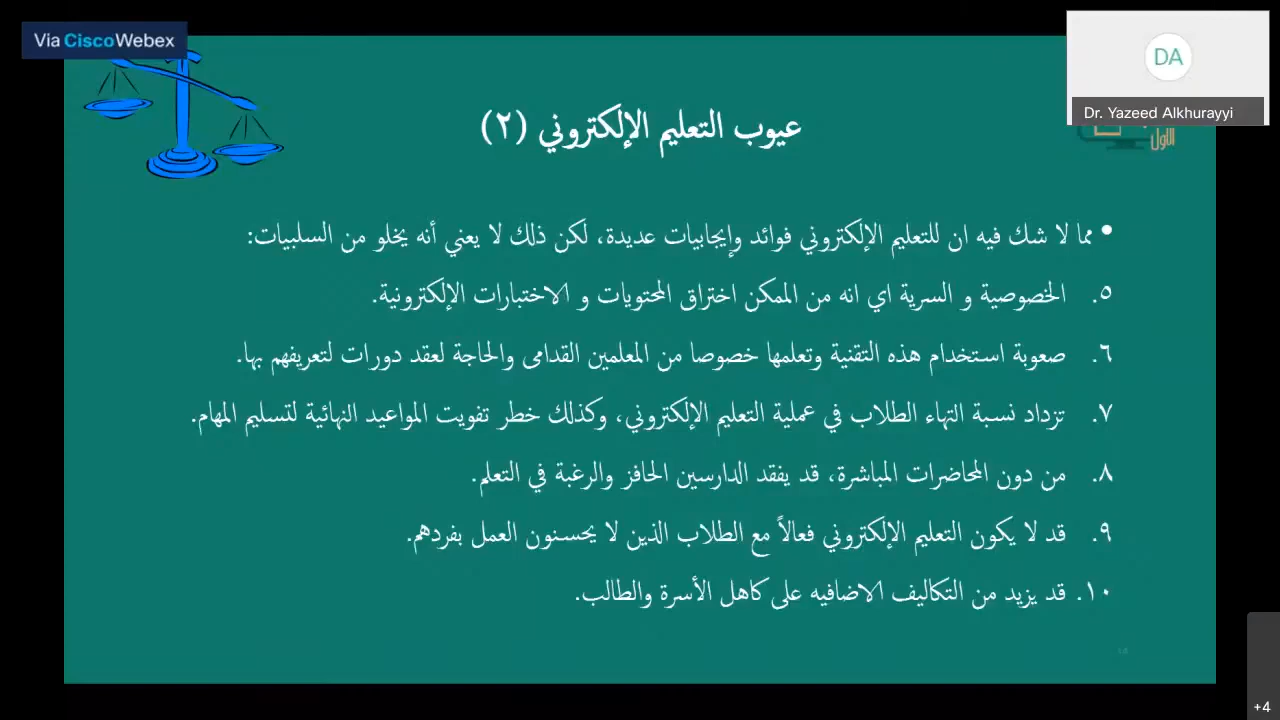 Via Cisco Webex
DA
Dr. Yazeed Alkhurayyi
الأول
عيوب التعليم الإلكتروني (٢)
• مما لا شك فيه ان للتعليم الإلكتروني فوائد وإيجابيات عديدة، لكن ذلك لا يعني أنه يخلو من السلبيات:
٥. الخصوصية و السرية اي انه من الممكن اختراق المحتويات و الاختبارات الإلكترونية.
٦. صعوبة استخدام هذه التقنية وتعلمها خصوصا من المعلمين القدامى والحاجة لعقد دورات لتعريفهم بها.
٧. تزداد نسبة التهاء الطلاب في عملية التعليم الإلكتروني، وكذلك خطر تفويت المواعيد النهائية لتسليم المهام.
٨. من دون المحاضرات المباشرة، قد يفقد الدارسين الحافز والرغبة في التعلم.
٩. قد لا يكون التعليم الإلكتروني فعالاً مع الطلاب الذين لا يحسنون العمل بفردهم.
١٠. قد يزيد من التكاليف الاضافيه على كاهل الأسرة والطالب.
١٨
+4